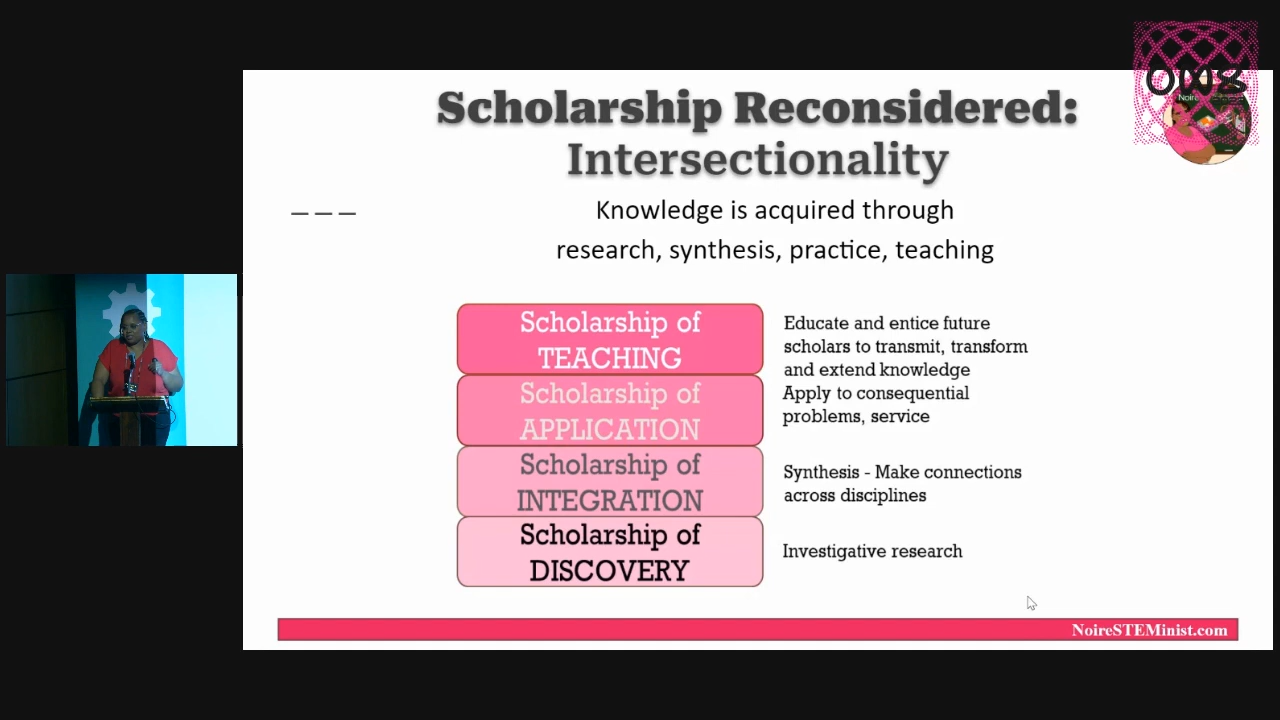 Scholarship Reconsidered:
Intersectionality
Knowledge is acquired through
research, synthesis, practice, teaching
Scholarship of
TEACHING
Educate and entice future
scholars to transmit, transform
and extend knowledge
Scholarship of
APPLICATION
Apply to consequential
problems, service
Scholarship of
INTEGRATION
Synthesis - Make connections
across disciplines
Scholarship of
DISCOVERY
Investigative research
NoireSTEMinist.com